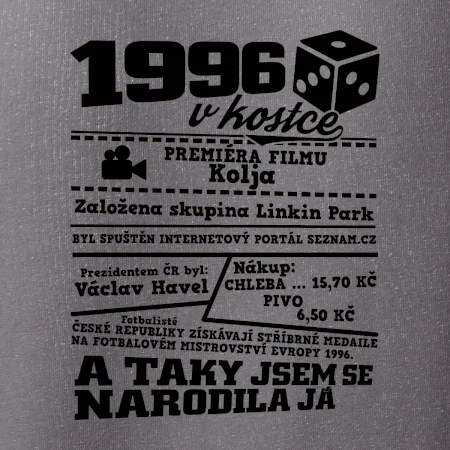 1996
v kostce
PREMIÉRA FILMU
Kolja
Založena skupina Linkin Park
BYL SPUŠTĚN INTERNETOVÝ PORTÁL SEZNAM.CZ
Prezidentem ČR byl:
Václav Havel
Nákup:
CHLEBA ... 15,70 KČ
PIVO
6,50 KČ
Fotbalisté
ČESKÉ REPUBLIKY ZÍSKÁVAJÍ STŘÍBRNÉ MEDAILE
NA FOTBALOVÉM MISTROVSTVÍ EVROPY 1996.
A TAKY JSEM SE
NARODILA JÁ